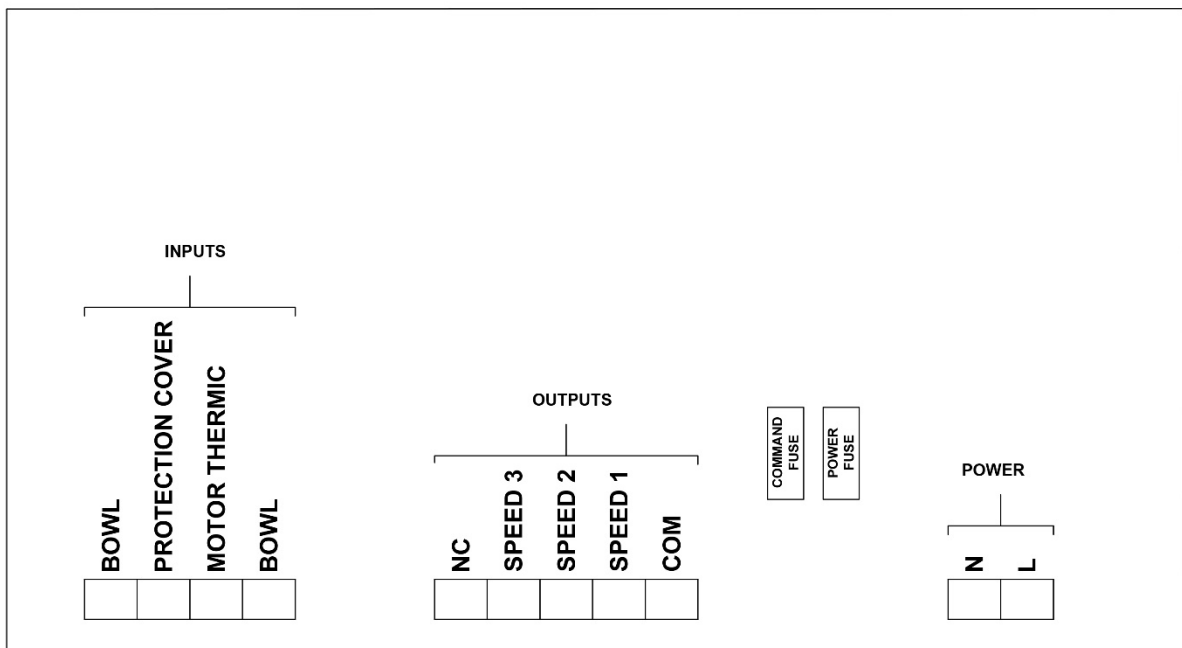 INPUTS
BOWL
PROTECTION COVER
MOTOR THERMIC
BOWL
OUTPUTS
NC
SPEED 3
SPEED 2
SPEED 1
COM
COMMAND
FUSE
POWER
FUSE
POWER
N
L